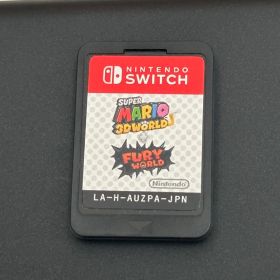 NINTENDO
SWITCH
SUPER
MARIO
3D WORLD
FURY
WORLD
Nintendo
LA-H-AUZPA-JPN